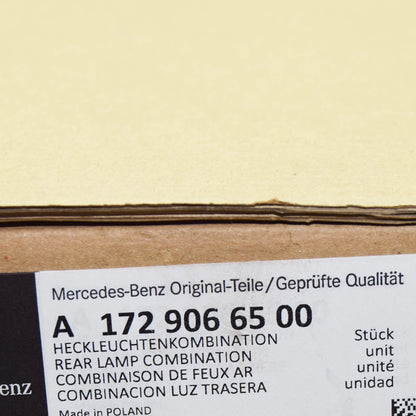 Mercedes-Benz Original-Teile/Geprüfte Qualität
A 172 906 65 00
HECKLEUCHTENKOMBINATION
REAR LAMP COMBINATION
COMBINAISON DE FEUX AR
COMBINACION LUZ TRASERA
Made in POLAND
Stück
unit
unité
unidad
enz